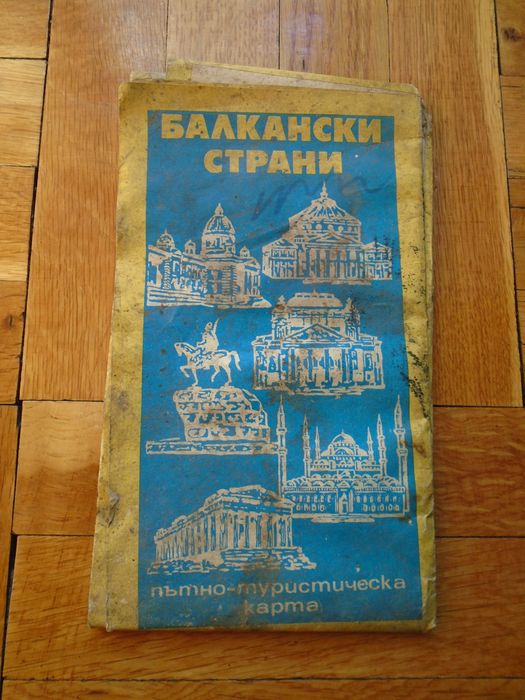 БАЛКАНСКИ
СТРАНИ
пътно-туристическа
карта